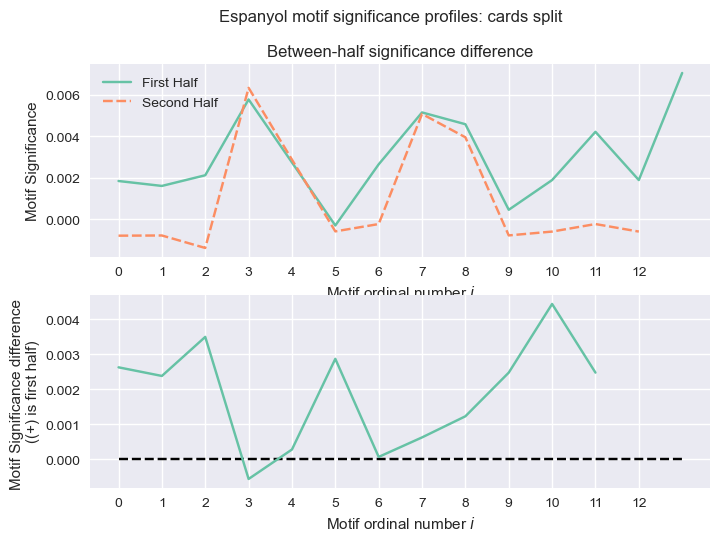 Espanyol motif significance profiles: cards split
Between-half significance difference
Motif Significance
First Half
Second Half
0.006
0.004
0.002
0.000
0 1 2 3 4 5 6 7 8 9 10 11 12
Motif ordinal number i
Motif Significance difference
((+) is first half)
0.004
0.003
0.002
0.001
0.000
0 1 2 3 4 5 6 7 8 9 10 11 12
Motif ordinal number i